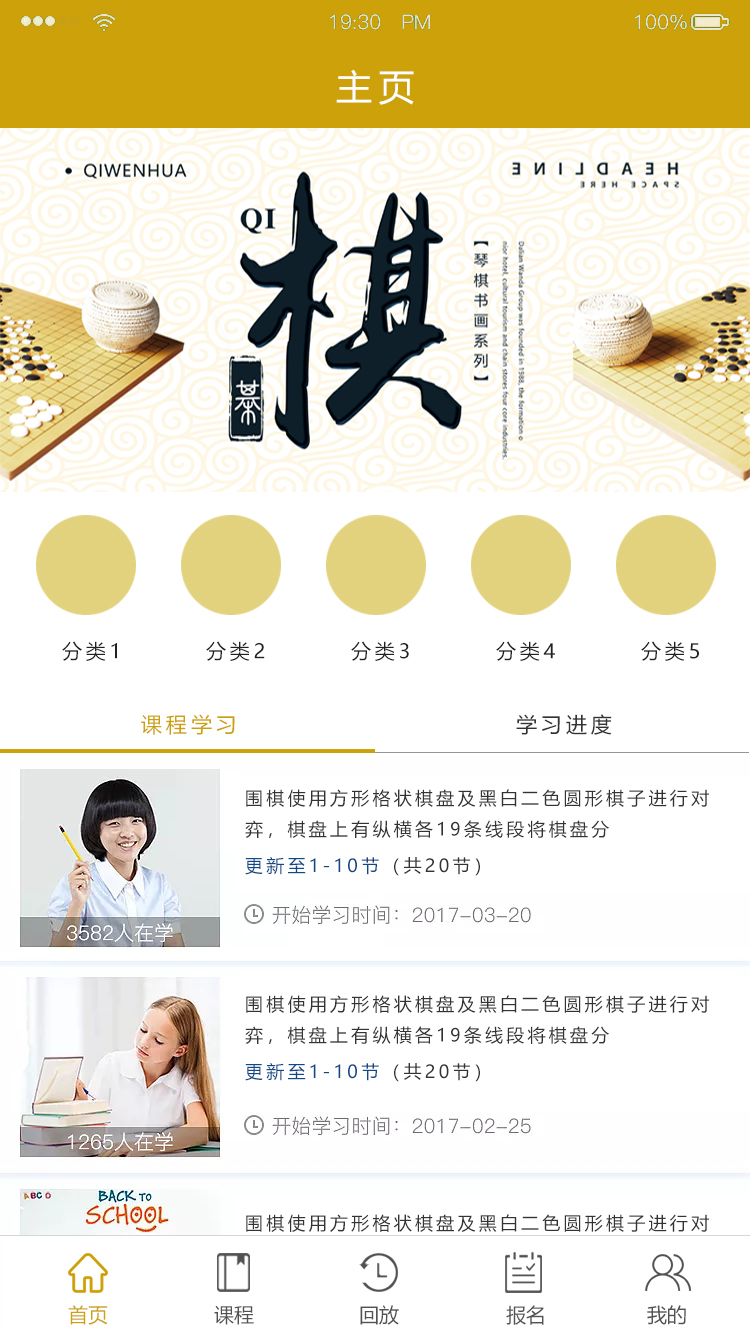 19:30 PM
100%
主页
• QIWENHUA
HEADLINE
SPACE HERE
QI
棋
【琴棋书画系列】
Dalian Wanda Group was founded in 1988, the formation o
nior hotel, cultural tourism and chain stores four core industries.
分类1
分类2
分类3
分类4
分类5
课程学习
学习进度
3582人在学
围棋使用方形格状棋盘及黑白二色圆形棋子进行对
弈，棋盘上有纵横各19条线段将棋盘分
更新至1-10节（共20节）
开始学习时间：2017-03-20
1265人在学
围棋使用方形格状棋盘及黑白二色圆形棋子进行对
弈，棋盘上有纵横各19条线段将棋盘分
更新至1-10节（共20节）
开始学习时间：2017-02-25
ABC
BACK TO
SCHOOL
围棋使用方形格状棋盘及黑白二色圆形棋子进行对
首页
课程
回放
报名
我的